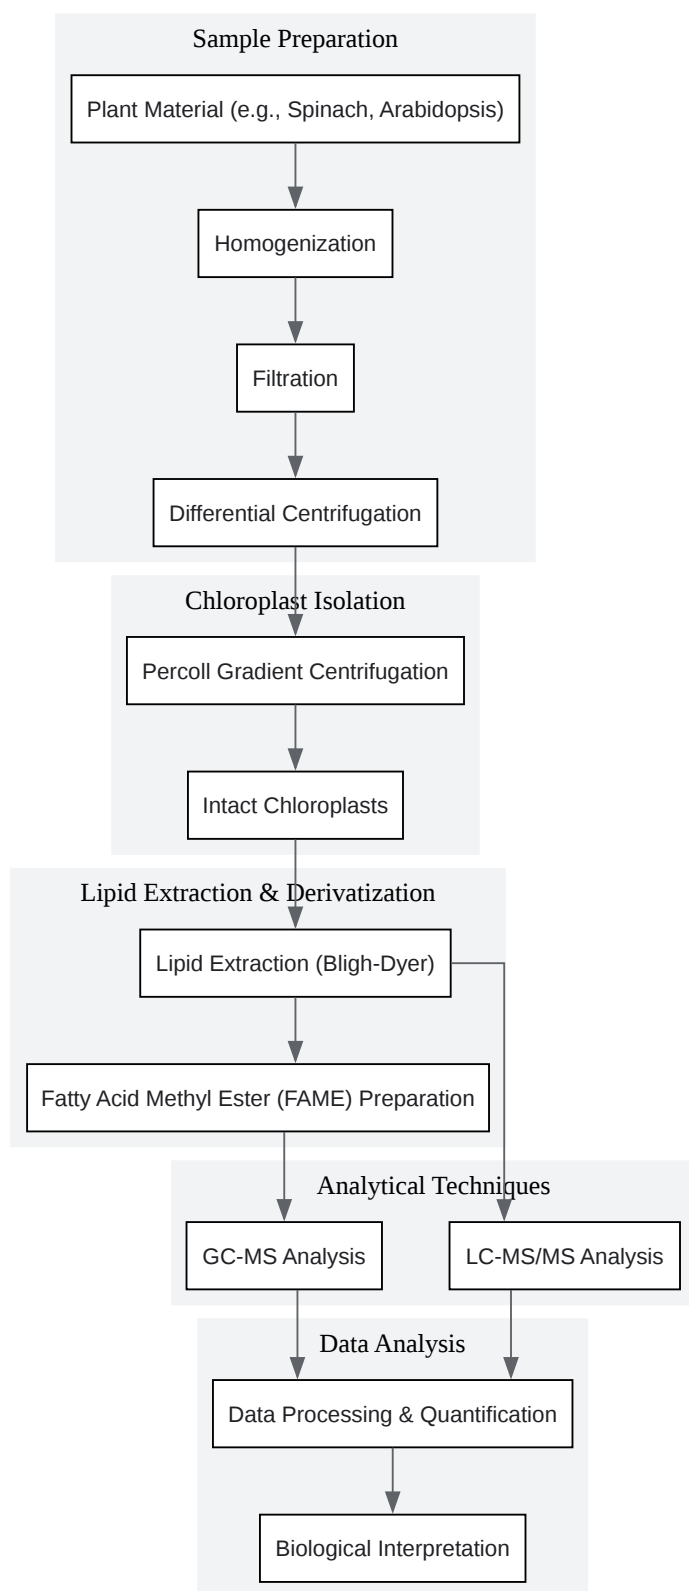 Sample Preparation
Plant Material (e.g., Spinach, Arabidopsis)
Homogenization
Filtration
Differential Centrifugation
Chloroplast Isolation
Percoll Gradient Centrifugation
Intact Chloroplasts
Lipid Extraction & Derivatization
Lipid Extraction (Bligh-Dyer)
Fatty Acid Methyl Ester (FAME) Preparation
Analytical Techniques
GC-MS Analysis
LC-MS/MS Analysis
Data Analysis
Data Processing & Quantification
Biological Interpretation